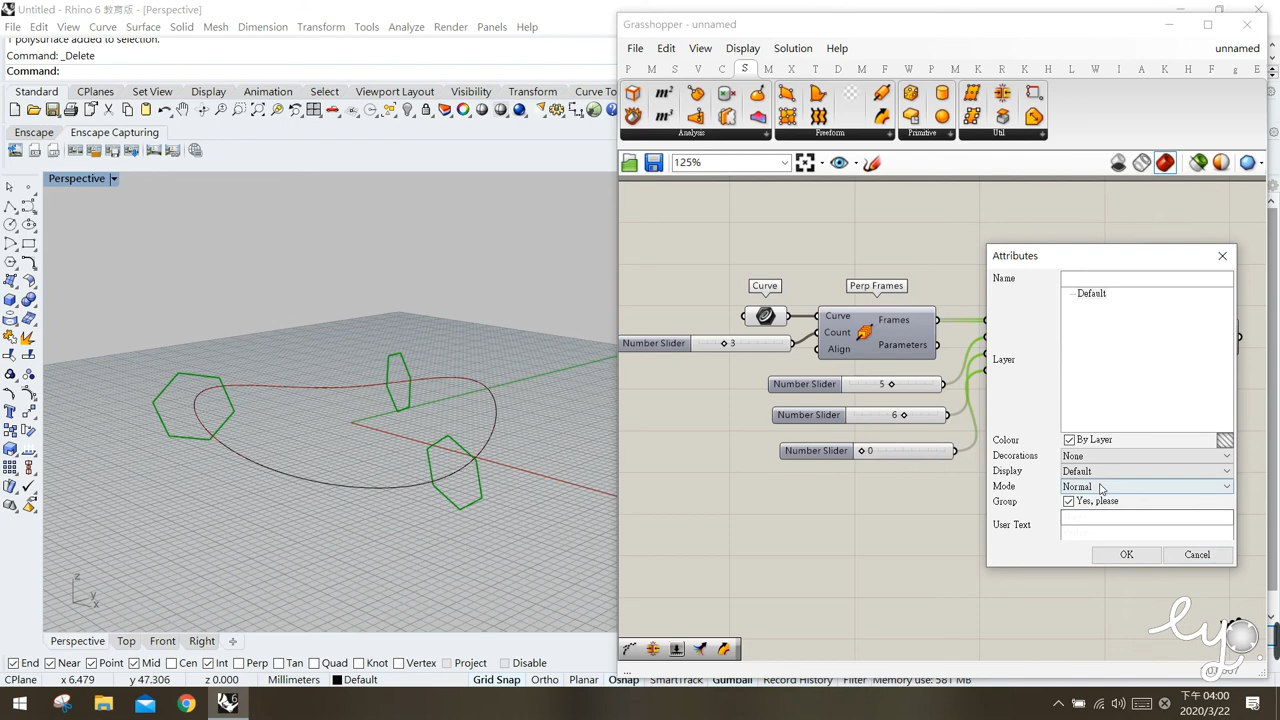 Untitled - Rhino 6 教育版 - [Perspective]
File Edit View Curve Surface Solid Mesh Dimension Transform Tools Analyze Render Panels Help
1 polysurface added to selection.
Command: _Delete
Command:
Standard CPlanes Set View Display Animation Viewport Layout Visibility Transform Curve To
Enscape Enscape Capturing
Perspective
z
y
x
Perspective Top Front Right
End Near Point Mid Cen Int Perp Tan Quad Knot Vertex Project Disable
CPlane x 6.479 y 47.306 z 0.000 Millimeters Default Grid Snap Ortho Planar Osnap SmartTrack Gumball Record History Filter Memory use: 581 MB
Grasshopper - unnamed
File Edit View Display Solution Help unnamed
P M S V C S M X T D I A W P M K R L W I A M K H F g E
m² m³
Analysis Freeform Primitive Util
125%
Curve Perp Frames
Curve Count Align Frames Parameters
Number Slider 3
Number Slider 5
Number Slider 6
Number Slider 0
Attributes
Name
Default
Layer
Colour By Layer
Decorations None
Display Default
Mode Normal
Group Yes, please
User Text
OK Cancel
...
ly.
下午 04:00
2020/3/22